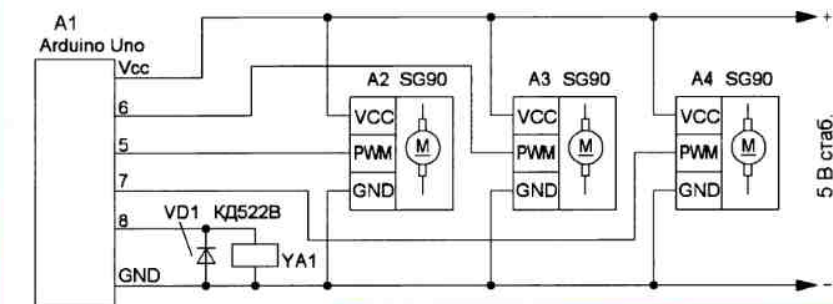 A1
Arduino Uno
+
Vcc
6
5
7
8
GND
A2 SG90
VCC
PWM
GND
M
A3 SG90
VCC
PWM
GND
M
A4 SG90
VCC
PWM
GND
M
5 В стаб.
VD1 КД522В
YA1
–